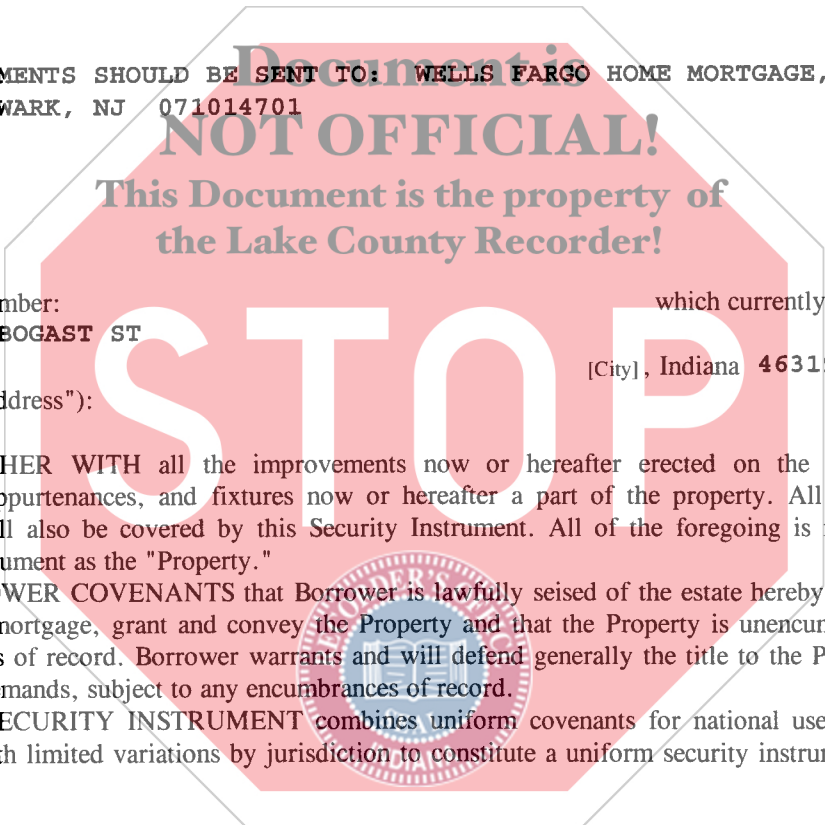 Document is
MENTS SHOULD BE SENT TO: WELLS FARGO HOME MORTGAGE,
WARK, NJ 071014701
NOT OFFICIAL!
This Document is the property of
the Lake County Recorder!
mber: which currently
BOGAST ST
[City], Indiana 4631
ddress"):
STOP
HER WITH all the improvements now or hereafter erected on the
ppurtenances, and fixtures now or hereafter a part of the property. All
ll also be covered by this Security Instrument. All of the foregoing is
ument as the "Property."
WER COVENANTS that Borrower is lawfully seised of the estate hereby
mortgage, grant and convey the Property and that the Property is unencum
s of record. Borrower warrants and will defend generally the title to the P
mands, subject to any encumbrances of record.
ECURITY INSTRUMENT combines uniform covenants for national use
th limited variations by jurisdiction to constitute a uniform security instrum
INDIANA